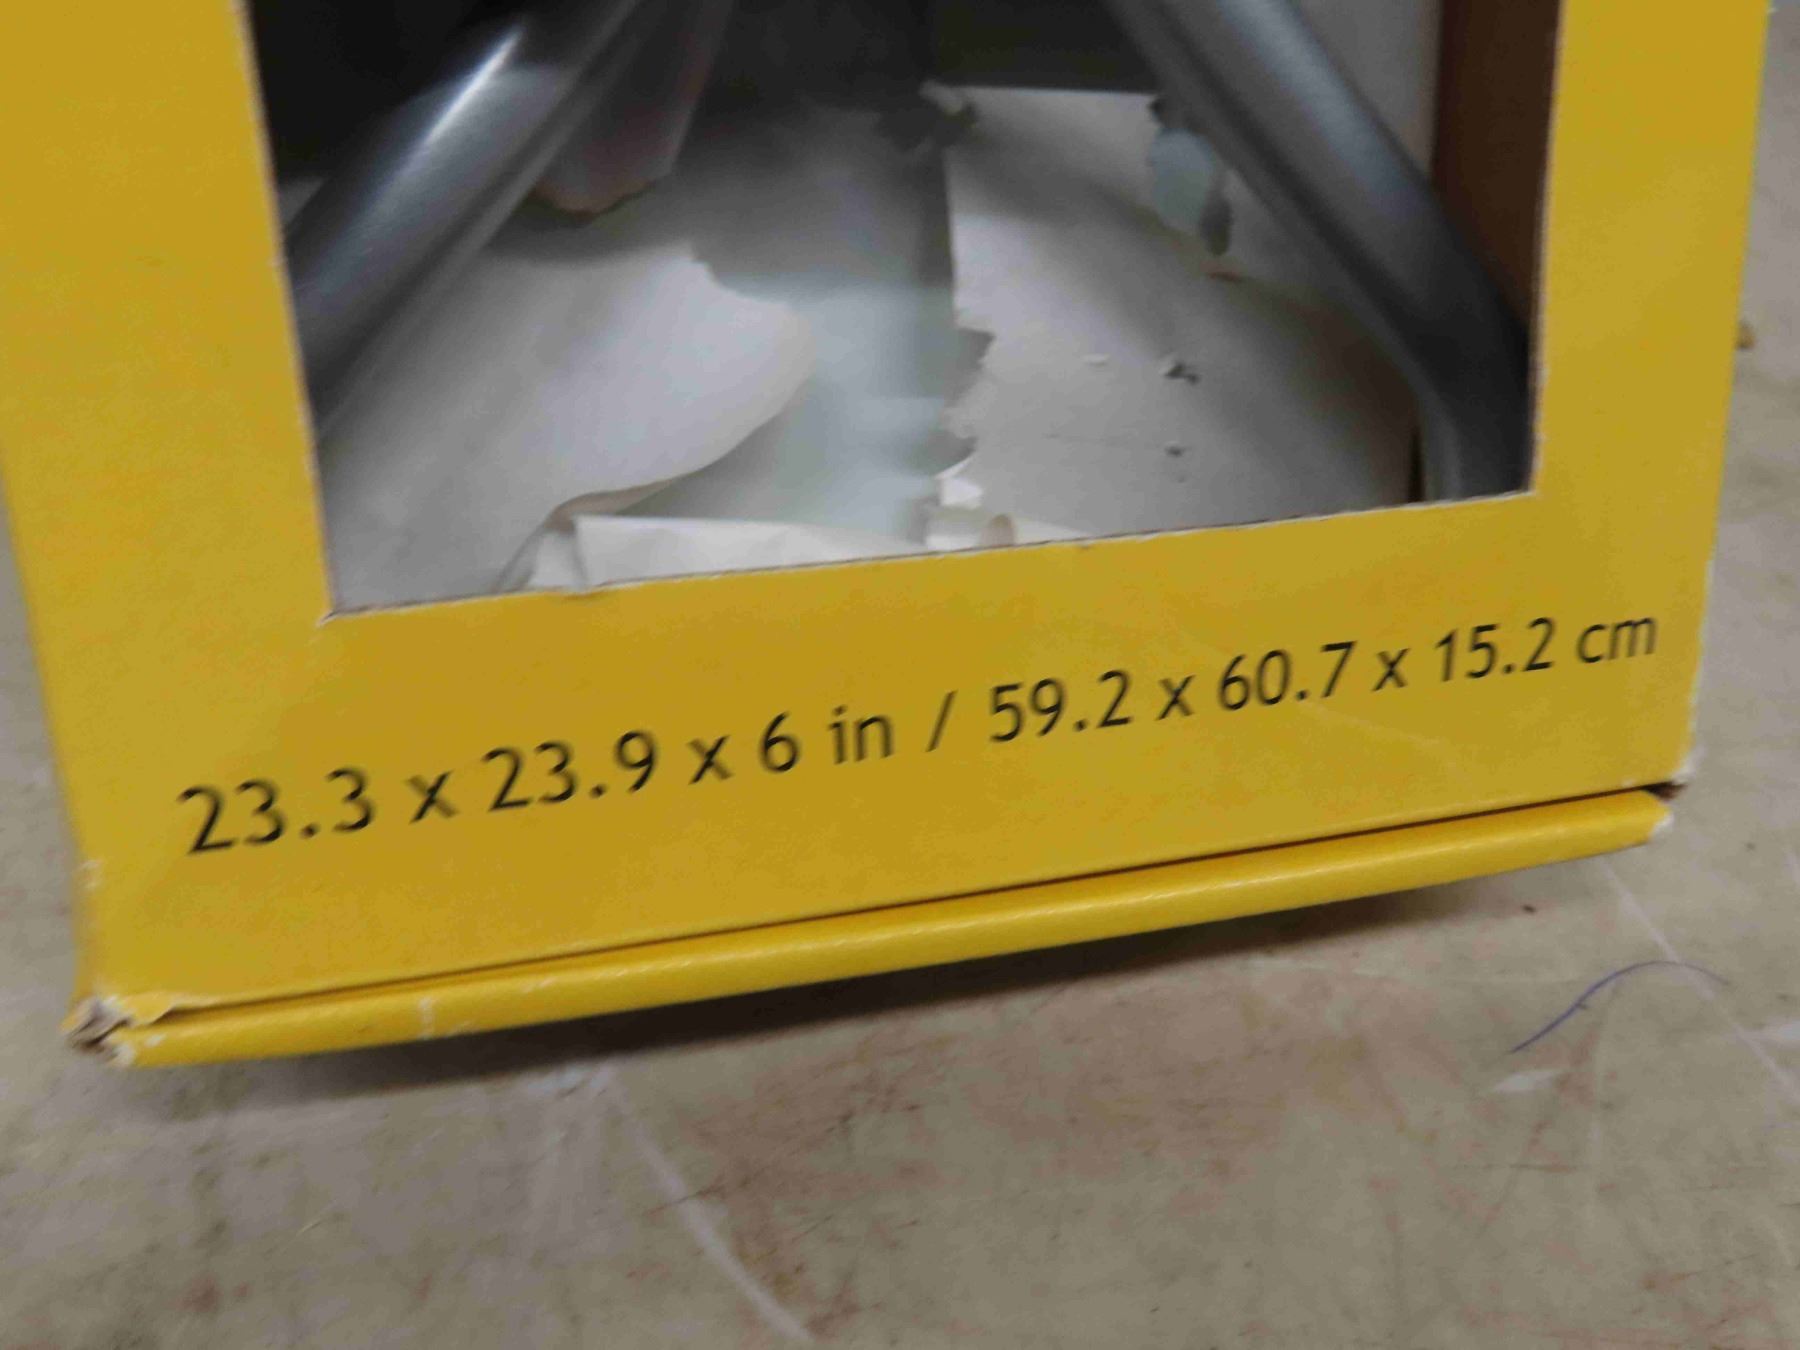 23.3 x 23.9 x 6 in / 59.2 x 60.7 x 15.2 cm